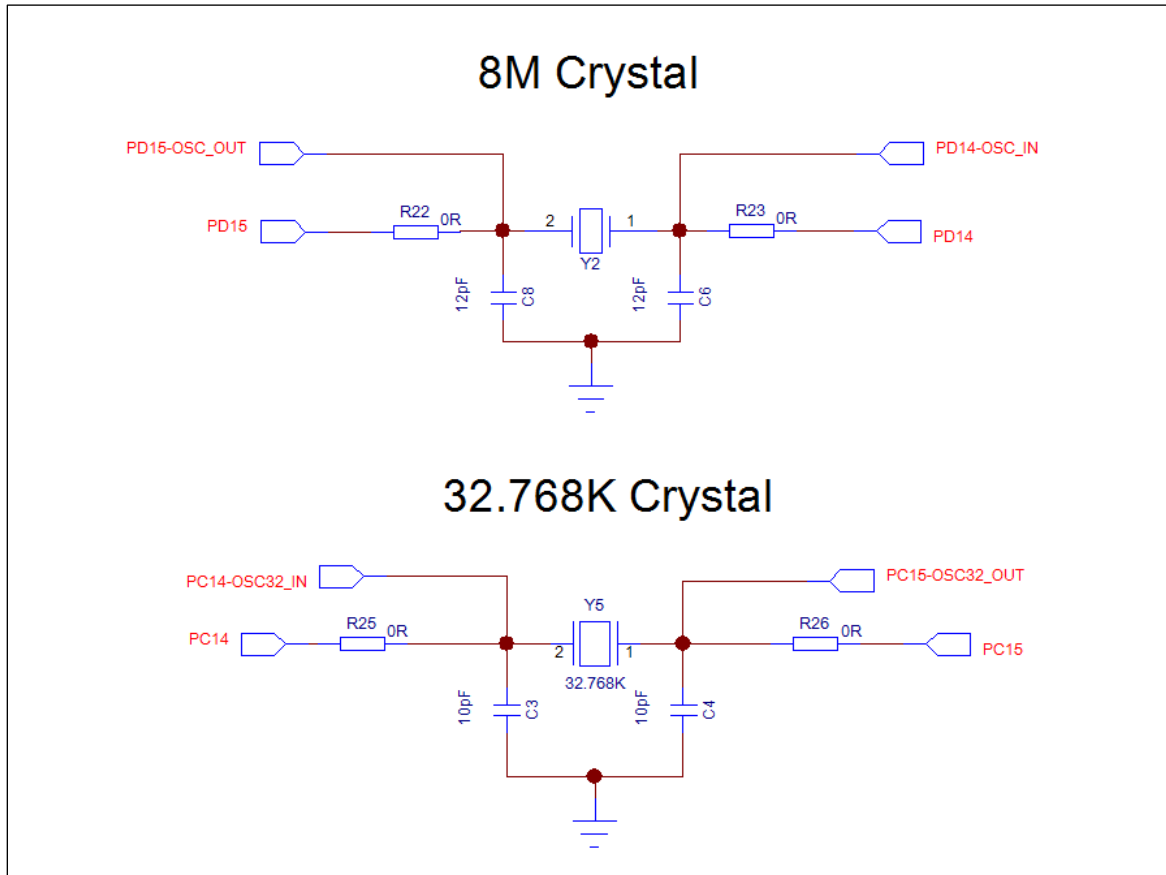 8M Crystal
PD15-OSC_OUT
PD14-OSC_IN
R22
0R
R23
0R
PD15
2
1
PD14
Y2
12pF
C8
12pF
C6
32.768K Crystal
PC14-OSC32_IN
PC15-OSC32_OUT
Y5
PC14
R25
0R
R26
0R
PC15
2
1
32.768K
10pF
C3
10pF
C4